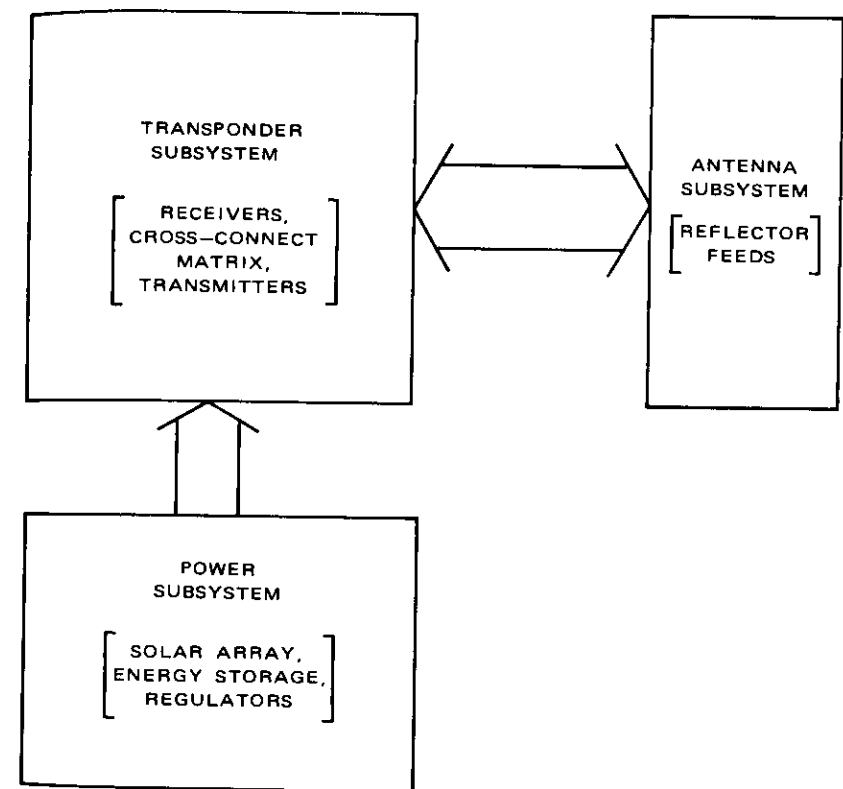 TRANSPONDER
SUBSYSTEM
RECEIVERS,
CROSS-CONNECT
MATRIX,
TRANSMITTERS
ANTENNA
SUBSYSTEM
REFLECTOR
FEEDS
POWER
SUBSYSTEM
SOLAR ARRAY,
ENERGY STORAGE,
REGULATORS